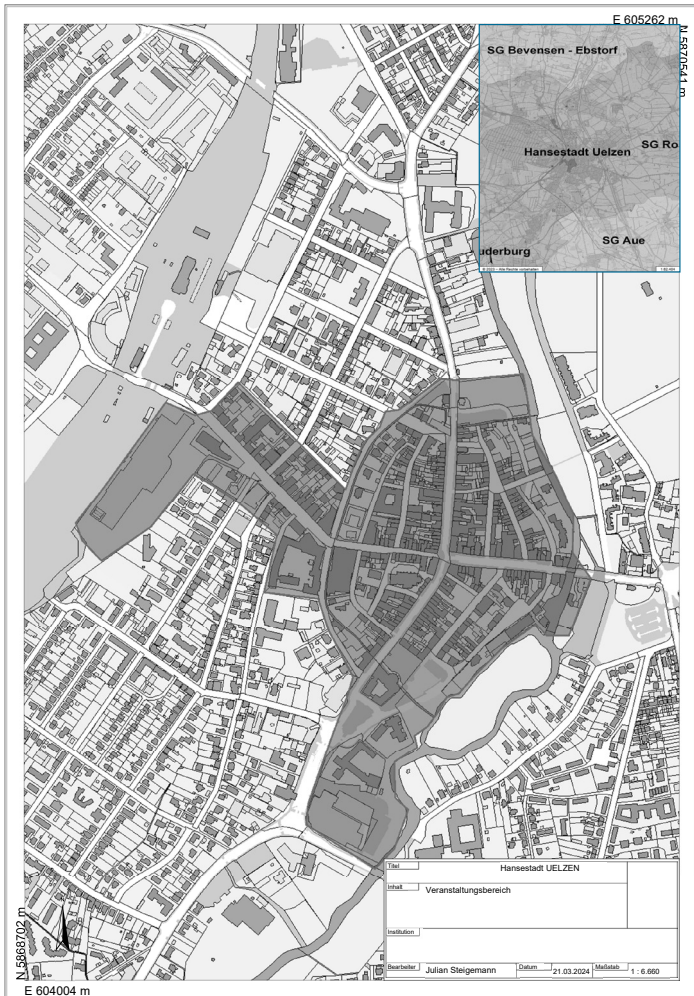 E 605262 m
N 5870541 m
SG Bevensen - Ebstorf
Hansestadt Uelzen
SG Ro
SG Aue
uderburg
Titel
Hansestadt UELZEN
Inhalt
Veranstaltungsbereich
Institution
Bearbeiter
Julian Steigemann
Datum
21.03.2024
Maßstab
1 : 6.660
N 5868702 m
E 604004 m